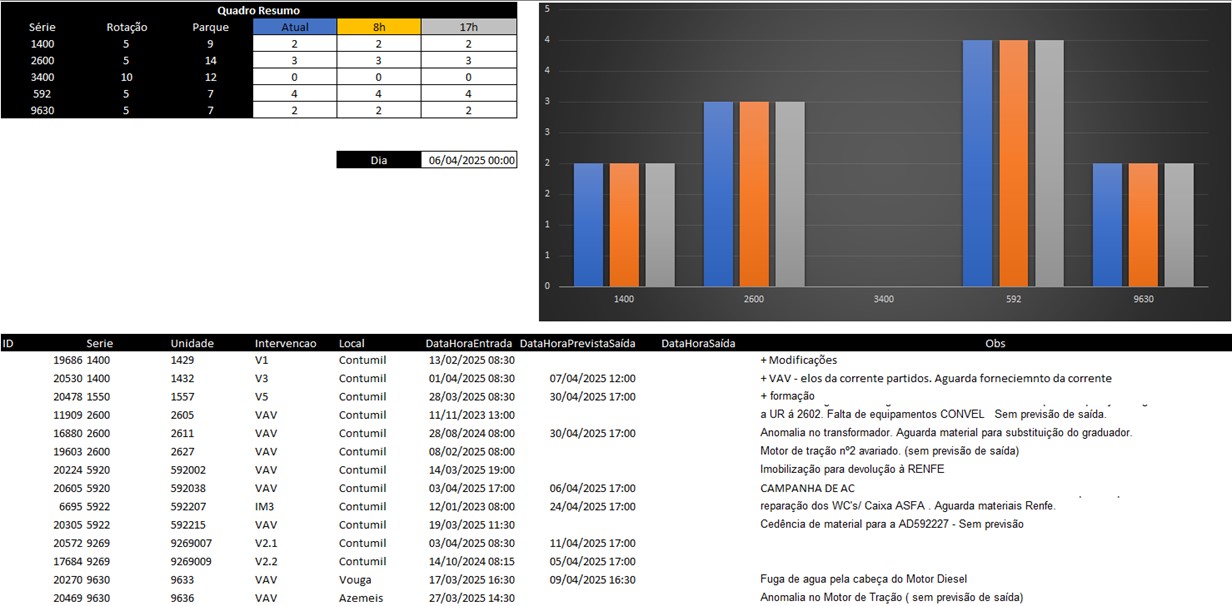 Quadro Resumo
Série Rotação Parque Atual 8h 17h
1400 5 9 2 2 2
2600 5 14 3 3 3
3400 10 12 0 0 0
592 5 7 4 4 4
9630 5 7 2 2 2
Dia 06/04/2025 00:00
5
4
4
3
3
2
2
1
1
0
1400 2600 3400 592 9630
ID Serie Unidade Intervencao Local DataHoraEntrada DataHoraPrevistaSaída DataHoraSaída Obs
19686 1400 1429 V1 Contumil 13/02/2025 08:30 + Modificações
20530 1400 1432 V3 Contumil 01/04/2025 08:30 07/04/2025 12:00 + VAV - elos da corrente partidos. Aguarda forneciemnto da corrente
20478 1550 1557 V5 Contumil 28/03/2025 08:30 30/04/2025 17:00 + formação
11909 2600 2605 VAV Contumil 11/11/2023 13:00 a UR á 2602. Falta de equipamentos CONVEL Sem previsão de saída.
16880 2600 2611 VAV Contumil 28/08/2024 08:00 30/04/2025 17:00 Anomalia no transformador. Aguarda material para substituição do graduador.
19603 2600 2627 VAV Contumil 08/02/2025 08:00 Motor de tração nº2 avariado. (sem previsão de saída)
20224 5920 592002 VAV Contumil 14/03/2025 19:00 Imobilização para devolução à RENFE
20605 5920 592038 VAV Contumil 03/04/2025 17:00 06/04/2025 17:00 CAMPANHA DE AC
6695 5922 592207 IM3 Contumil 12/01/2023 08:00 24/04/2025 17:00 reparação dos WC's/ Caixa ASFA . Aguarda materiais Renfe.
20305 5922 592215 VAV Contumil 19/03/2025 11:30 Cedência de material para a AD592227 - Sem previsão
20572 9269 9269007 V2.1 Contumil 03/04/2025 08:30 11/04/2025 17:00
17684 9269 9269009 V2.2 Contumil 14/10/2024 08:15 05/04/2025 17:00
20270 9630 9633 VAV Vouga 17/03/2025 16:30 09/04/2025 16:30 Fuga de agua pela cabeça do Motor Diesel
20469 9630 9636 VAV Azemeis 27/03/2025 14:30 Anomalia no Motor de Tração ( sem previsão de saída)